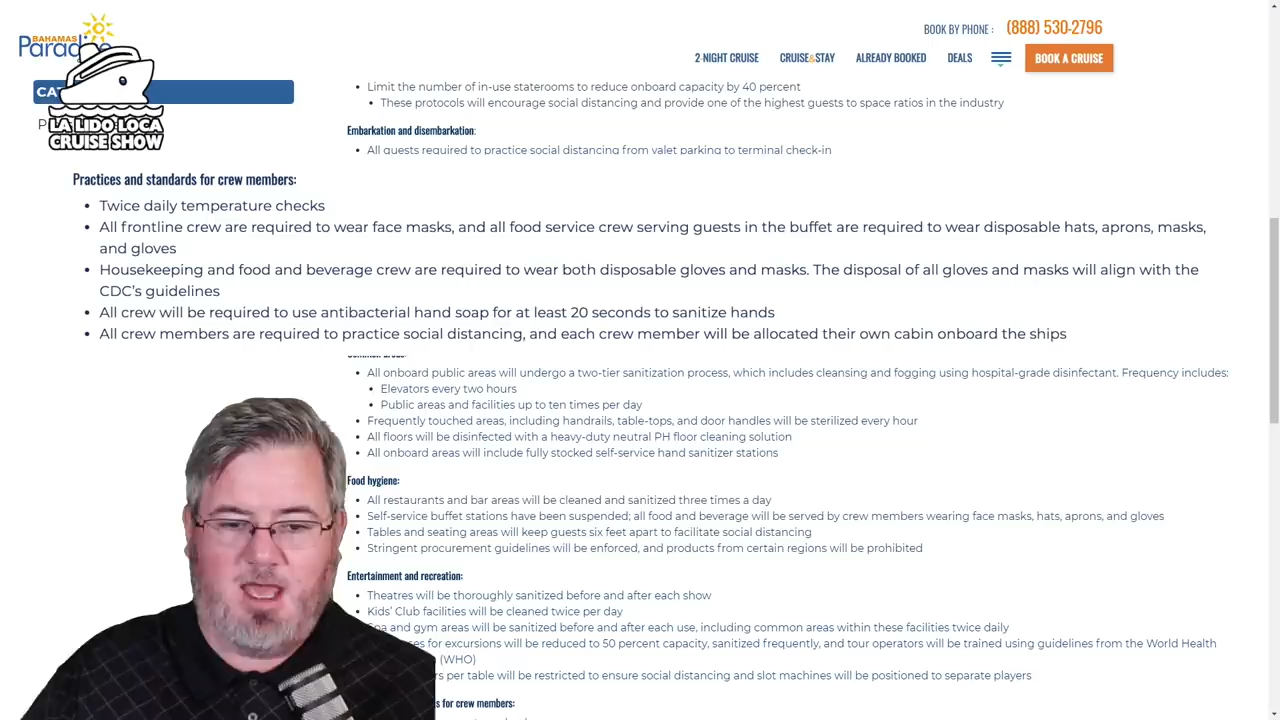 BAHAMAS
BOOK BY PHONE : (888) 530-2796
2-NIGHT CRUISE CRUISE&STAY ALREADY BOOKED DEALS BOOK A CRUISE
LA LIDO LOCA
CRUISE SHOW
Limit the number of in-use staterooms to reduce onboard capacity by 40 percent
These protocols will encourage social distancing and provide one of the highest guests to space ratios in the industry
Embarkation and disembarkation:
All guests required to practice social distancing from valet parking to terminal check-in
Practices and standards for crew members:
Twice daily temperature checks
All frontline crew are required to wear face masks, and all food service crew serving guests in the buffet are required to wear disposable hats, aprons, masks,
and gloves
Housekeeping and food and beverage crew are required to wear both disposable gloves and masks. The disposal of all gloves and masks will align with the
CDC's guidelines
All crew will be required to use antibacterial hand soap for at least 20 seconds to sanitize hands
All crew members are required to practice social distancing, and each crew member will be allocated their own cabin onboard the ships
All onboard public areas will undergo a two-tier sanitization process, which includes cleansing and fogging using hospital-grade disinfectant. Frequency includes:
Elevators every two hours
Public areas and facilities up to ten times per day
Frequently touched areas, including handrails, table-tops, and door handles will be sterilized every hour
All floors will be disinfected with a heavy-duty neutral PH floor cleaning solution
All onboard areas will include fully stocked self-service hand sanitizer stations
Food hygiene:
All restaurants and bar areas will be cleaned and sanitized three times a day
Self-service buffet stations have been suspended; all food and beverage will be served by crew members wearing face masks, hats, aprons, and gloves
Tables and seating areas will keep guests six feet apart to facilitate social distancing
Stringent procurement guidelines will be enforced, and products from certain regions will be prohibited
Entertainment and recreation:
Theatres will be thoroughly sanitized before and after each show
Kids' Club facilities will be cleaned twice per day
and gym areas will be sanitized before and after each use, including common areas within these facilities twice daily
for excursions will be reduced to 50 percent capacity, sanitized frequently, and tour operators will be trained using guidelines from the World Health
(WHO)
per table will be restricted to ensure social distancing and slot machines will be positioned to separate players
for crew members: